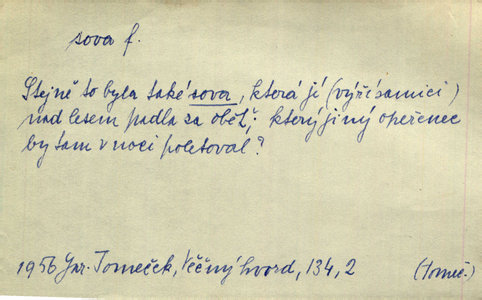 sova f.
Stejně to byla také sova, která jí (výří samici)
nad lesem padla za oběť; který jiný opeřenec
by tam v noci poletoval?
1956 Jar. Tomeček, Věčný hvozd, 134, 2 (Tomeč.)